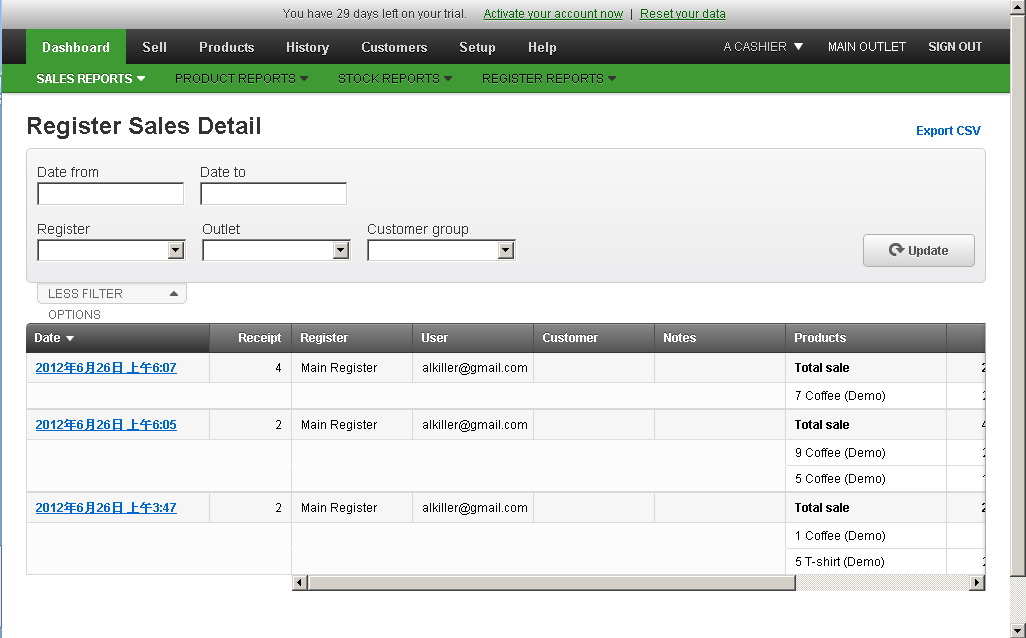 You have 29 days left on your trial. Activate your account now | Reset your data
Dashboard Sell Products History Customers Setup Help A CASHIER ▼ MAIN OUTLET SIGN OUT
SALES REPORTS PRODUCT REPORTS STOCK REPORTS REGISTER REPORTS
Register Sales Detail
Export CSV
Date from Date to
Register Outlet Customer group
Update
LESS FILTER
OPTIONS
Date Receipt Register User Customer Notes Products
2012年6月26日 上午6:07 4 Main Register alkiller@gmail.com Total sale
7 Coffee (Demo)
2012年6月26日 上午6:05 2 Main Register alkiller@gmail.com Total sale
9 Coffee (Demo)
5 Coffee (Demo)
2012年6月26日 上午3:47 2 Main Register alkiller@gmail.com Total sale
1 Coffee (Demo)
5 T-shirt (Demo)